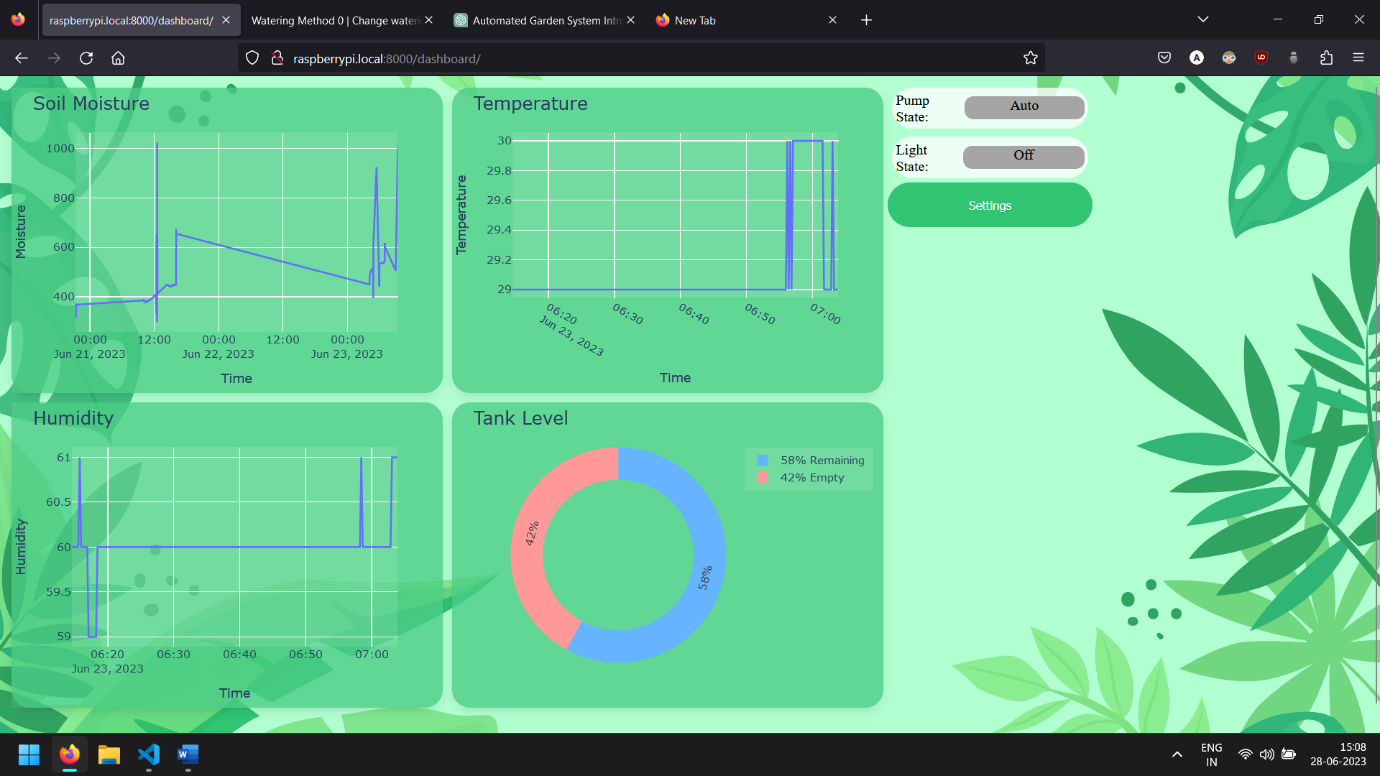 raspberrypi.local:8000/dashboard/
Watering Method 0 | Change wateri
Automated Garden System Intro
New Tab
raspberrypi.local:8000/dashboard/
Soil Moisture
Moisture
1000
800
600
400
00:00 12:00 00:00 12:00 00:00
Jun 21, 2023 Jun 22, 2023 Jun 23, 2023
Time
Temperature
Temperature
30
29.8
29.6
29.4
29.2
29
06:20 06:30 06:40 06:50 07:00
Jun 23, 2023
Time
Pump State: Auto
Light State: Off
Settings
Humidity
Humidity
61
60.5
60
59.5
59
06:20 06:30 06:40 06:50 07:00
Jun 23, 2023
Time
Tank Level
42%
58%
58% Remaining
42% Empty
ENG
IN
15:08
28-06-2023